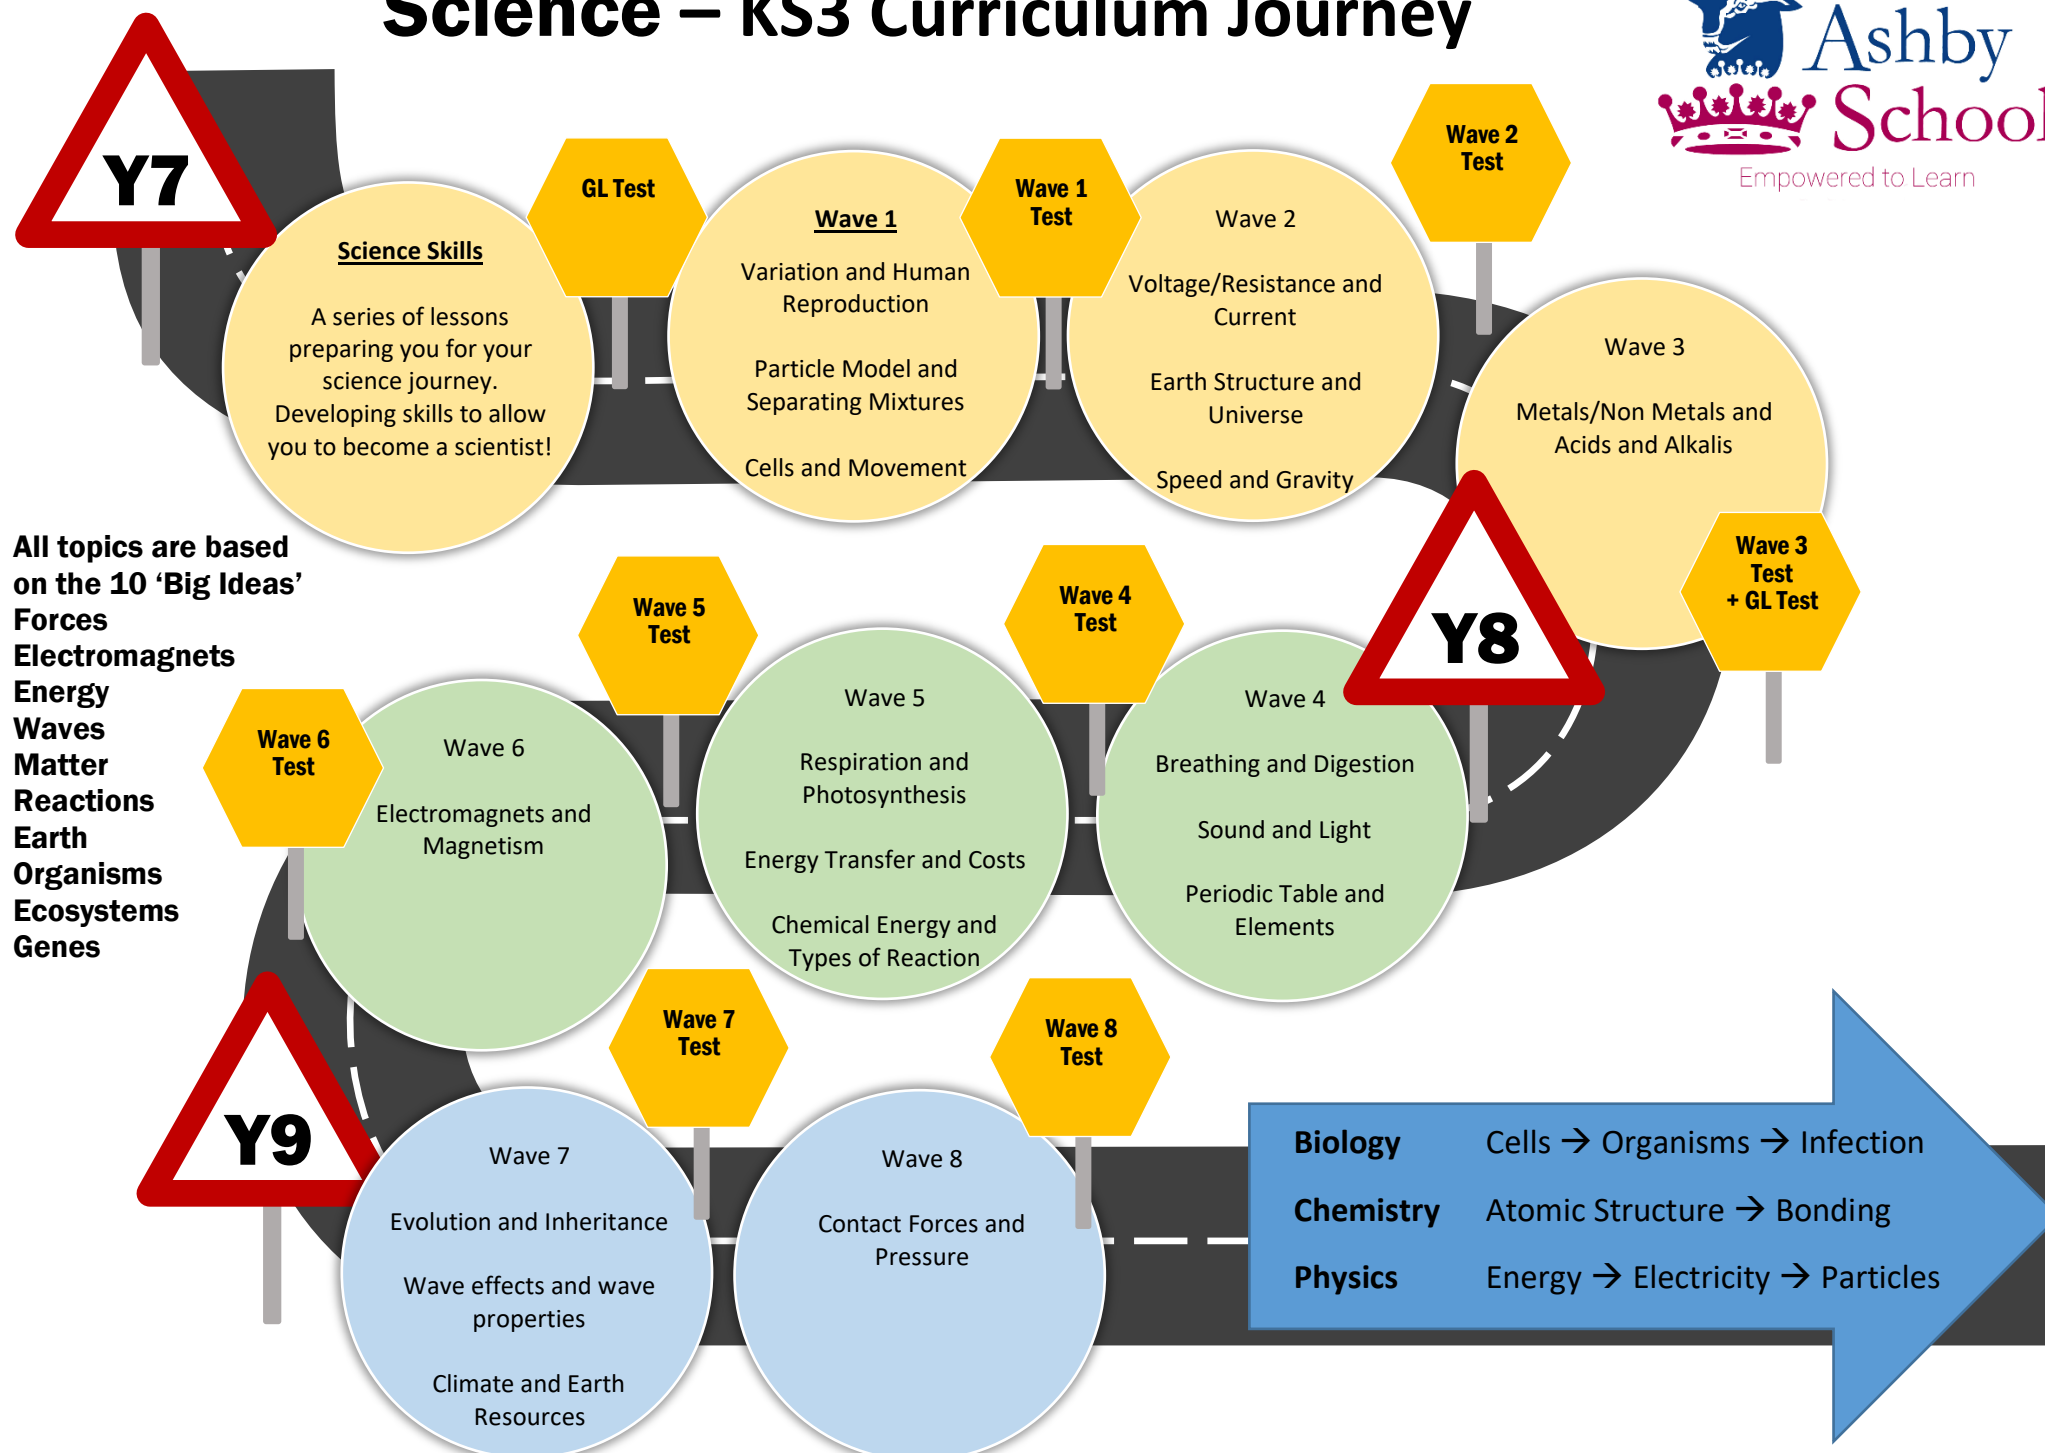 Science – KS3 Curriculum Journey
Ashby
School
Empowered to Learn
Y7
Science Skills
A series of lessons
preparing you for your
science journey.
Developing skills to allow
you to become a scientist!
GL Test
Wave 1
Variation and Human
Reproduction
Particle Model and
Separating Mixtures
Cells and Movement
Wave 1
Test
Wave 2
Voltage/Resistance and
Current
Earth Structure and
Universe
Speed and Gravity
Wave 2
Test
Wave 3
Metals/Non Metals and
Acids and Alkalis
Wave 3
Test
+ GL Test
Y8
Wave 4
Breathing and Digestion
Sound and Light
Periodic Table and
Elements
Wave 4
Test
Wave 5
Respiration and
Photosynthesis
Energy Transfer and Costs
Chemical Energy and
Types of Reaction
Wave 5
Test
Wave 6
Electromagnets and
Magnetism
Wave 6
Test
All topics are based
on the 10 ‘Big Ideas’
Forces
Electromagnets
Energy
Waves
Matter
Reactions
Earth
Organisms
Ecosystems
Genes
Y9
Wave 7
Evolution and Inheritance
Wave effects and wave
properties
Climate and Earth
Resources
Wave 7
Test
Wave 8
Contact Forces and
Pressure
Wave 8
Test
Biology Cells → Organisms → Infection
Chemistry Atomic Structure → Bonding
Physics Energy → Electricity → Particles